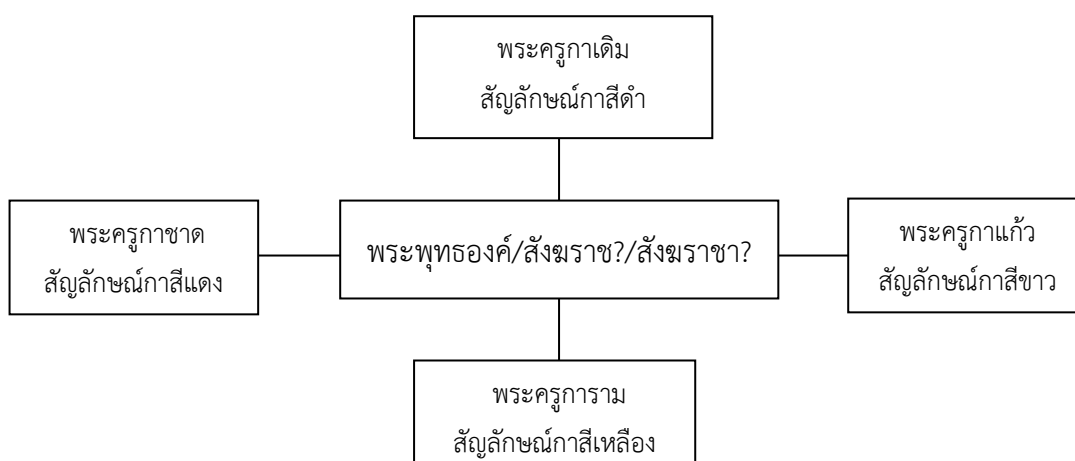 พระครูกาเดิม
สัญลักษณ์กาสีดำ
พระครูกาชาด
สัญลักษณ์กาสีแดง
พระพุทธองค์/สังฆราช?/สังฆราชา?
พระครูกาแก้ว
สัญลักษณ์กาสีขาว
พระครูการาม
สัญลักษณ์กาสีเหลือง